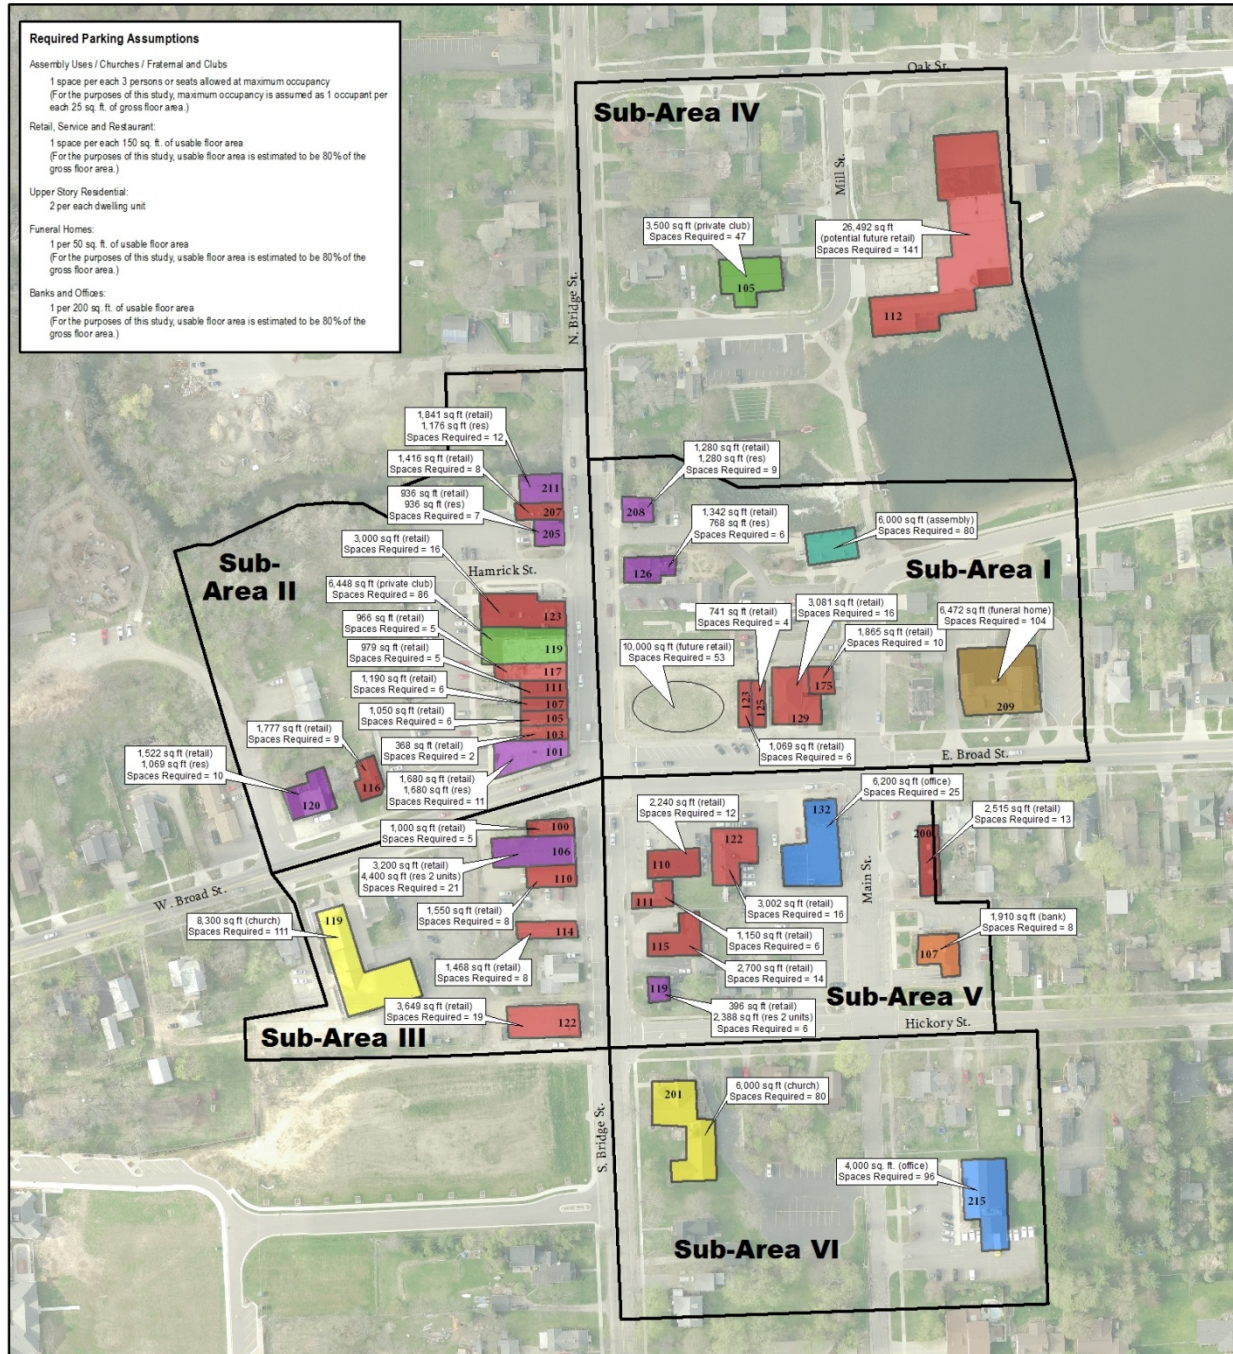 Required Parking Assumptions
Assembly Uses / Churches / Fraternal and Clubs
1 space per each 3 persons or seats allowed at maximum occupancy
(For the purposes of this study, maximum occupancy is assumed as 1 occupant per
each 25 sq. ft. of gross floor area.)
Retail, Service and Restaurant:
1 space per each 150 sq. ft. of usable floor area
(For the purposes of this study, usable floor area is estimated to be 80% of the
gross floor area.)
Upper Story Residential:
2 per each dwelling unit
Funeral Homes:
1 per 50 sq. ft. of usable floor area
(For the purposes of this study, usable floor area is estimated to be 80% of the
gross floor area.)
Banks and Offices:
1 per 200 sq. ft. of usable floor area
(For the purposes of this study, usable floor area is estimated to be 80% of the
gross floor area.)
Oak St.
Sub-Area IV
Mill St.
N. Bridge St.
3,500 sq ft (private club)
Spaces Required = 47
105
26,492 sq ft
(potential future retail)
Spaces Required = 141
112
1,841 sq ft (retail)
1,176 sq ft (res)
Spaces Required = 12
211
1,416 sq ft (retail)
Spaces Required = 8
207
936 sq ft (retail)
936 sq ft (res)
Spaces Required = 7
205
3,000 sq ft (retail)
Spaces Required = 16
Hamrick St.
Sub-
Area II
6,448 sq ft (private club)
Spaces Required = 86
123
119
966 sq ft (retail)
Spaces Required = 5
117
979 sq ft (retail)
Spaces Required = 5
111
1,190 sq ft (retail)
Spaces Required = 6
107
1,050 sq ft (retail)
Spaces Required = 6
105
368 sq ft (retail)
Spaces Required = 2
103
1,680 sq ft (retail)
1,680 sq ft (res)
Spaces Required = 11
101
1,777 sq ft (retail)
Spaces Required = 9
116
1,522 sq ft (retail)
1,069 sq ft (res)
Spaces Required = 10
120
1,280 sq ft (retail)
1,280 sq ft (res)
Spaces Required = 9
208
1,342 sq ft (retail)
768 sq ft (res)
Spaces Required = 6
126
6,000 sq ft (assembly)
Spaces Required = 80
Sub-Area I
741 sq ft (retail)
Spaces Required = 4
3,081 sq ft (retail)
Spaces Required = 16
1,865 sq ft (retail)
Spaces Required = 10
6,472 sq ft (funeral home)
Spaces Required = 104
10,000 sq ft (future retail)
Spaces Required = 53
123
125
129
175
209
1,069 sq ft (retail)
Spaces Required = 6
E. Broad St.
W. Broad St.
1,000 sq ft (retail)
Spaces Required = 5
100
3,200 sq ft (retail)
4,400 sq ft (res 2 units)
Spaces Required = 21
106
110
1,550 sq ft (retail)
Spaces Required = 8
8,300 sq ft (church)
Spaces Required = 111
119
114
1,468 sq ft (retail)
Spaces Required = 8
3,649 sq ft (retail)
Spaces Required = 19
122
Sub-Area III
2,240 sq ft (retail)
Spaces Required = 12
110
122
6,200 sq ft (office)
Spaces Required = 25
132
2,515 sq ft (retail)
Spaces Required = 13
200
Main St.
3,002 sq ft (retail)
Spaces Required = 16
111
1,150 sq ft (retail)
Spaces Required = 6
115
2,700 sq ft (retail)
Spaces Required = 14
1,910 sq ft (bank)
Spaces Required = 8
107
119
396 sq ft (retail)
2,388 sq ft (res 2 units)
Spaces Required = 6
Sub-Area V
Hickory St.
S. Bridge St.
201
6,000 sq ft (church)
Spaces Required = 80
4,000 sq. ft. (office)
Spaces Required = 96
215
Sub-Area VI